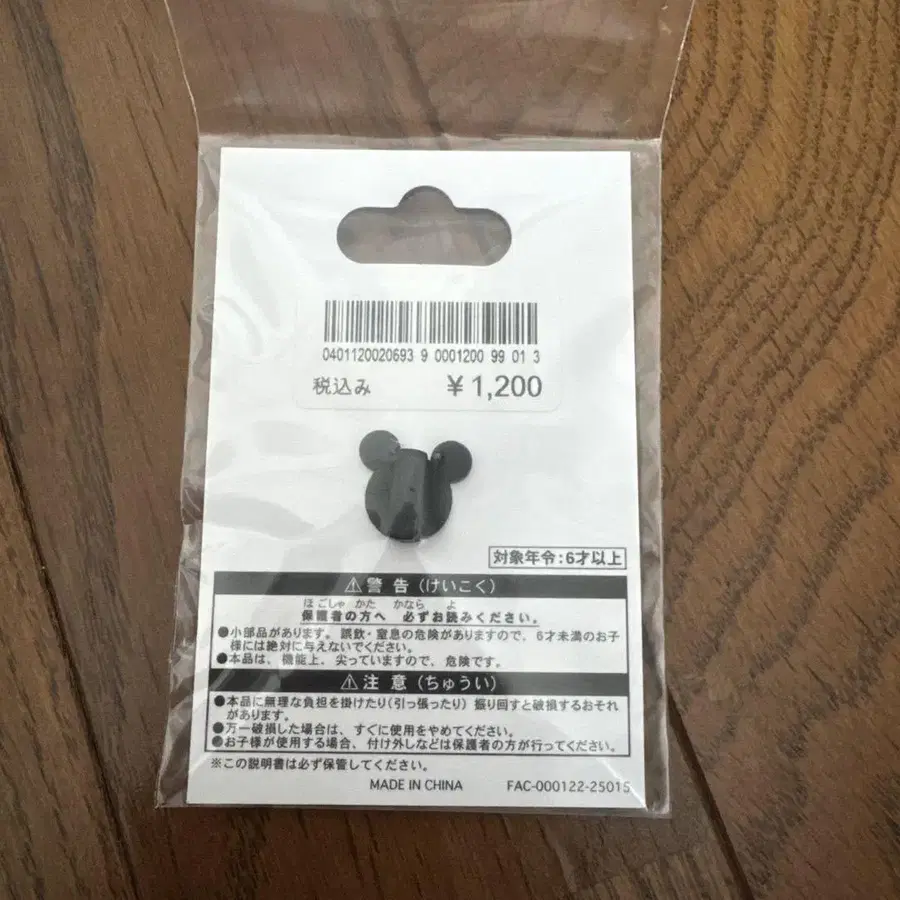 0401120020693 9 0001200 99 01 3
税込み ￥1,200
対象年令:6才以上
⚠警告(けいこく)
ほごしゃ かた かなら よ
保護者の方へ 必ずお読みください。
●小部品があります。誤飲・窒息の危険がありますので、6才未満のお子
様には絶対に与えないでください。
●本品は、機能上、尖っていますので、危険です。
⚠注意(ちゅうい)
●本品に無理な負担を掛けたり(引っ張ったり)振り回すと破損するおそれ
があります。
●万一破損した場合は、すぐに使用をやめてください。
●お子様が使用する場合、付け外しなどは保護者の方が行ってください。
※この説明書は必ず保管してください。
MADE IN CHINA FAC-000122-25015